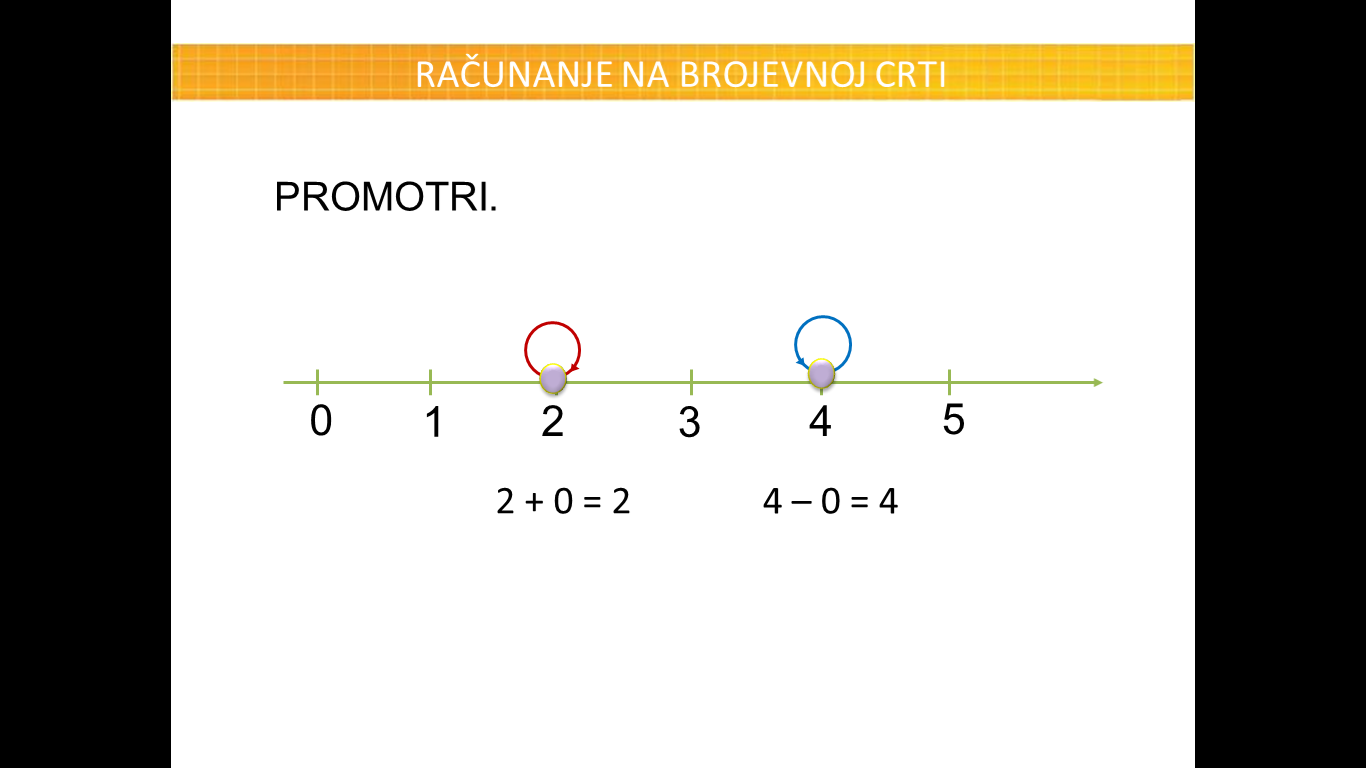 RAČUNANJE NA BROJEVNOJ CRTI
PROMOTRI.
0 1 2 3 4 5
2 + 0 = 2 4 – 0 = 4